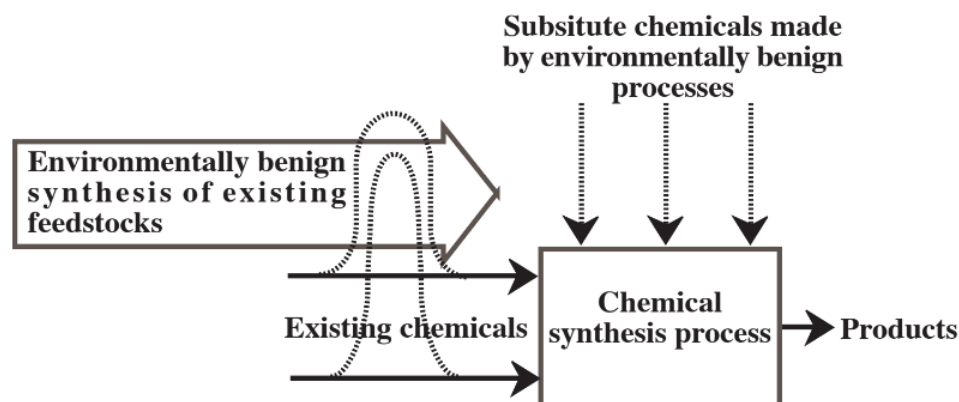 Subsitute chemicals made
by environmentally benign
processes
Environmentally benign
synthesis of existing
feedstocks
Existing chemicals
Chemical
synthesis process
Products